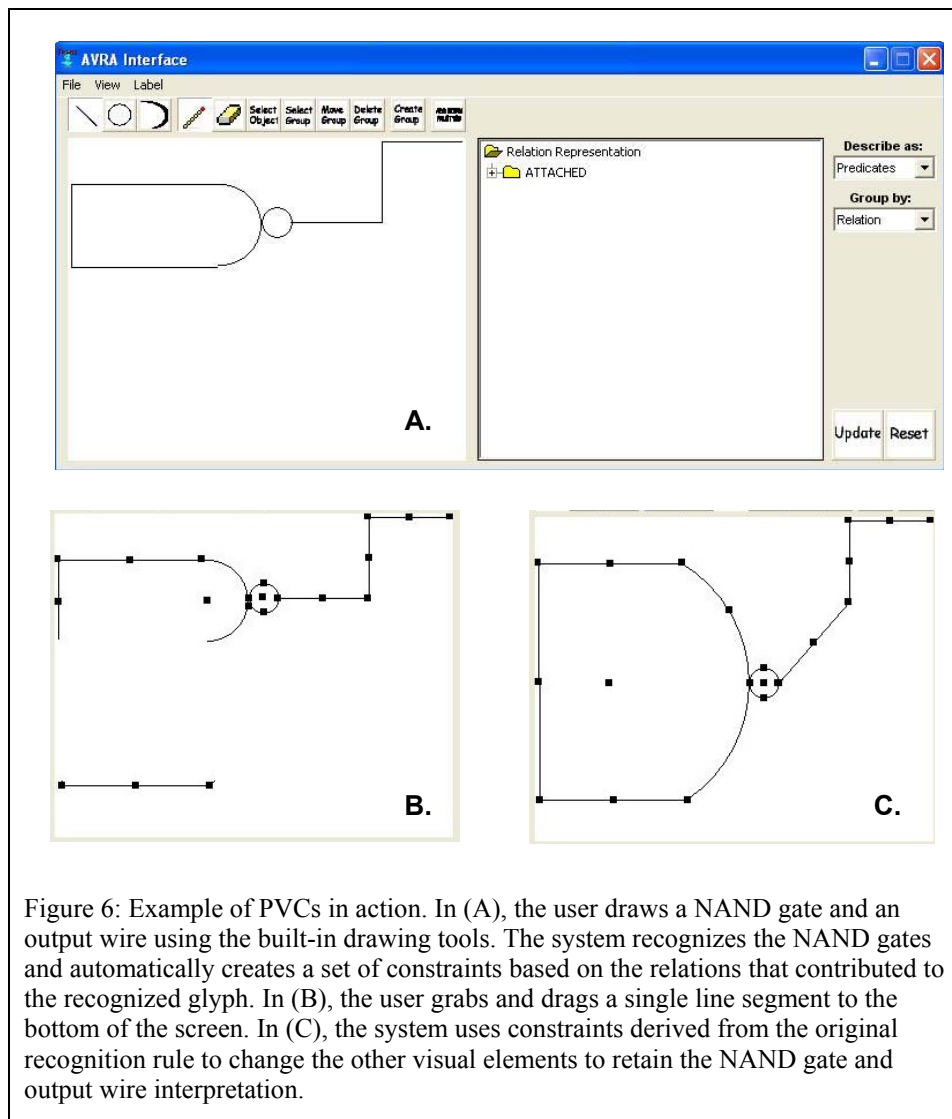 AVRA Interface
File View Label
Select Object Select Group Move Group Delete Group Create Group
Relation Representation
ATTACHED
Describe as:
Predicates
Group by:
Relation
Update Reset
A.
B.
C.
Figure 6: Example of PVCs in action. In (A), the user draws a NAND gate and an
output wire using the built-in drawing tools. The system recognizes the NAND gates
and automatically creates a set of constraints based on the relations that contributed to
the recognized glyph. In (B), the user grabs and drags a single line segment to the
bottom of the screen. In (C), the system uses constraints derived from the original
recognition rule to change the other visual elements to retain the NAND gate and
output wire interpretation.